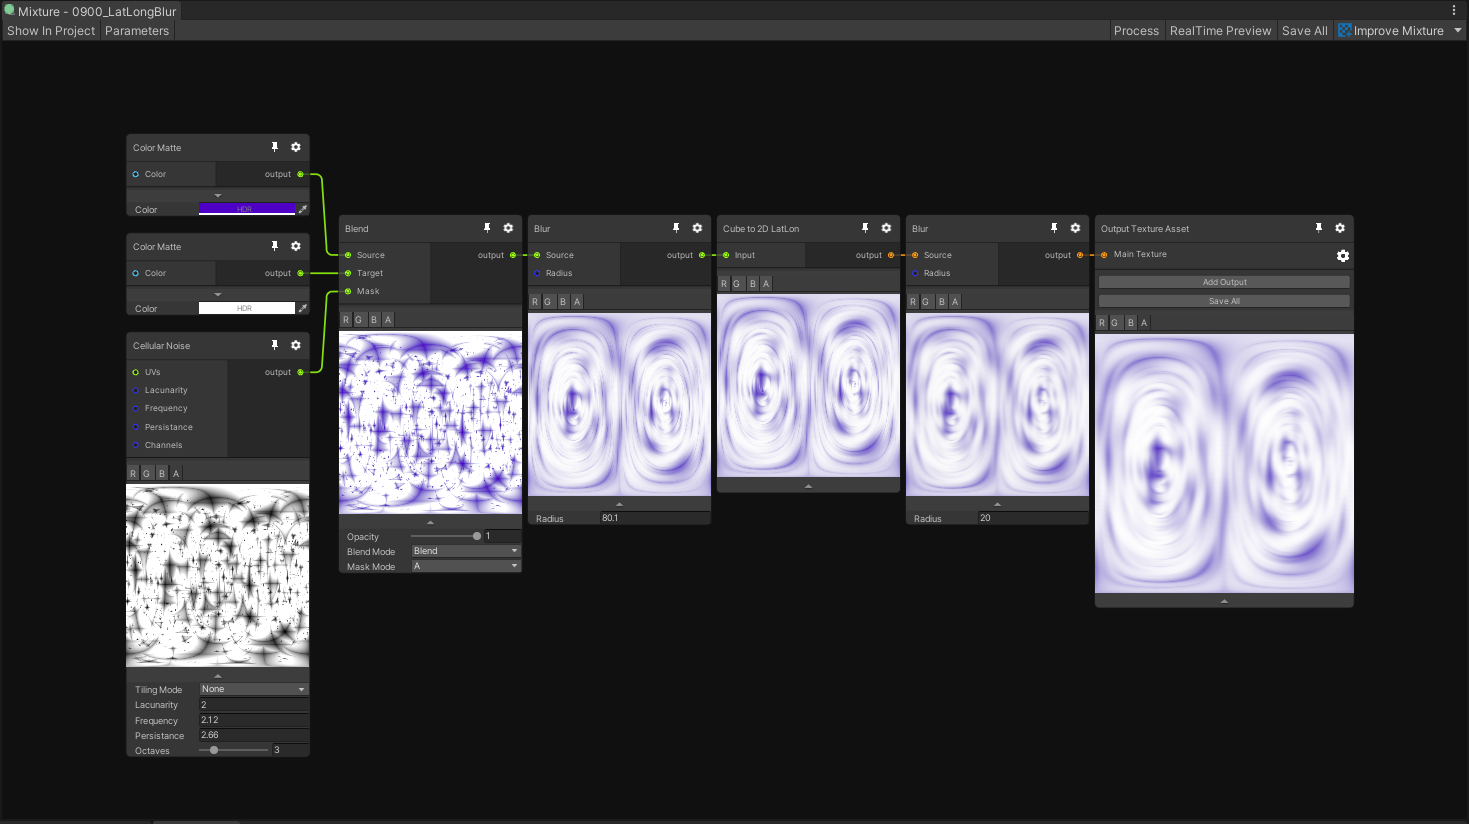 Mixture - 0900_LatLongBlur
Show In Project Parameters Process RealTime Preview Save All Improve Mixture
Color Matte
Color output
Color HDR
Color Matte
Color output
Color HDR
Cellular Noise
UVs output
Lacunarity
Frequency
Persistance
Channels
R G B A
Tiling Mode None
Lacunarity 2
Frequency 2.12
Persistance 2.66
Octaves 3
Blend
Source output
Target
Mask
R G B A
Opacity 1
Blend Mode Blend
Mask Mode A
Blur
Source output
Radius
R G B A
Radius 80.1
Cube to 2D LatLon
Input output
R G B A
Blur
Source output
Radius
R G B A
Radius 20
Output Texture Asset
Main Texture
Add Output
Save All
R G B A